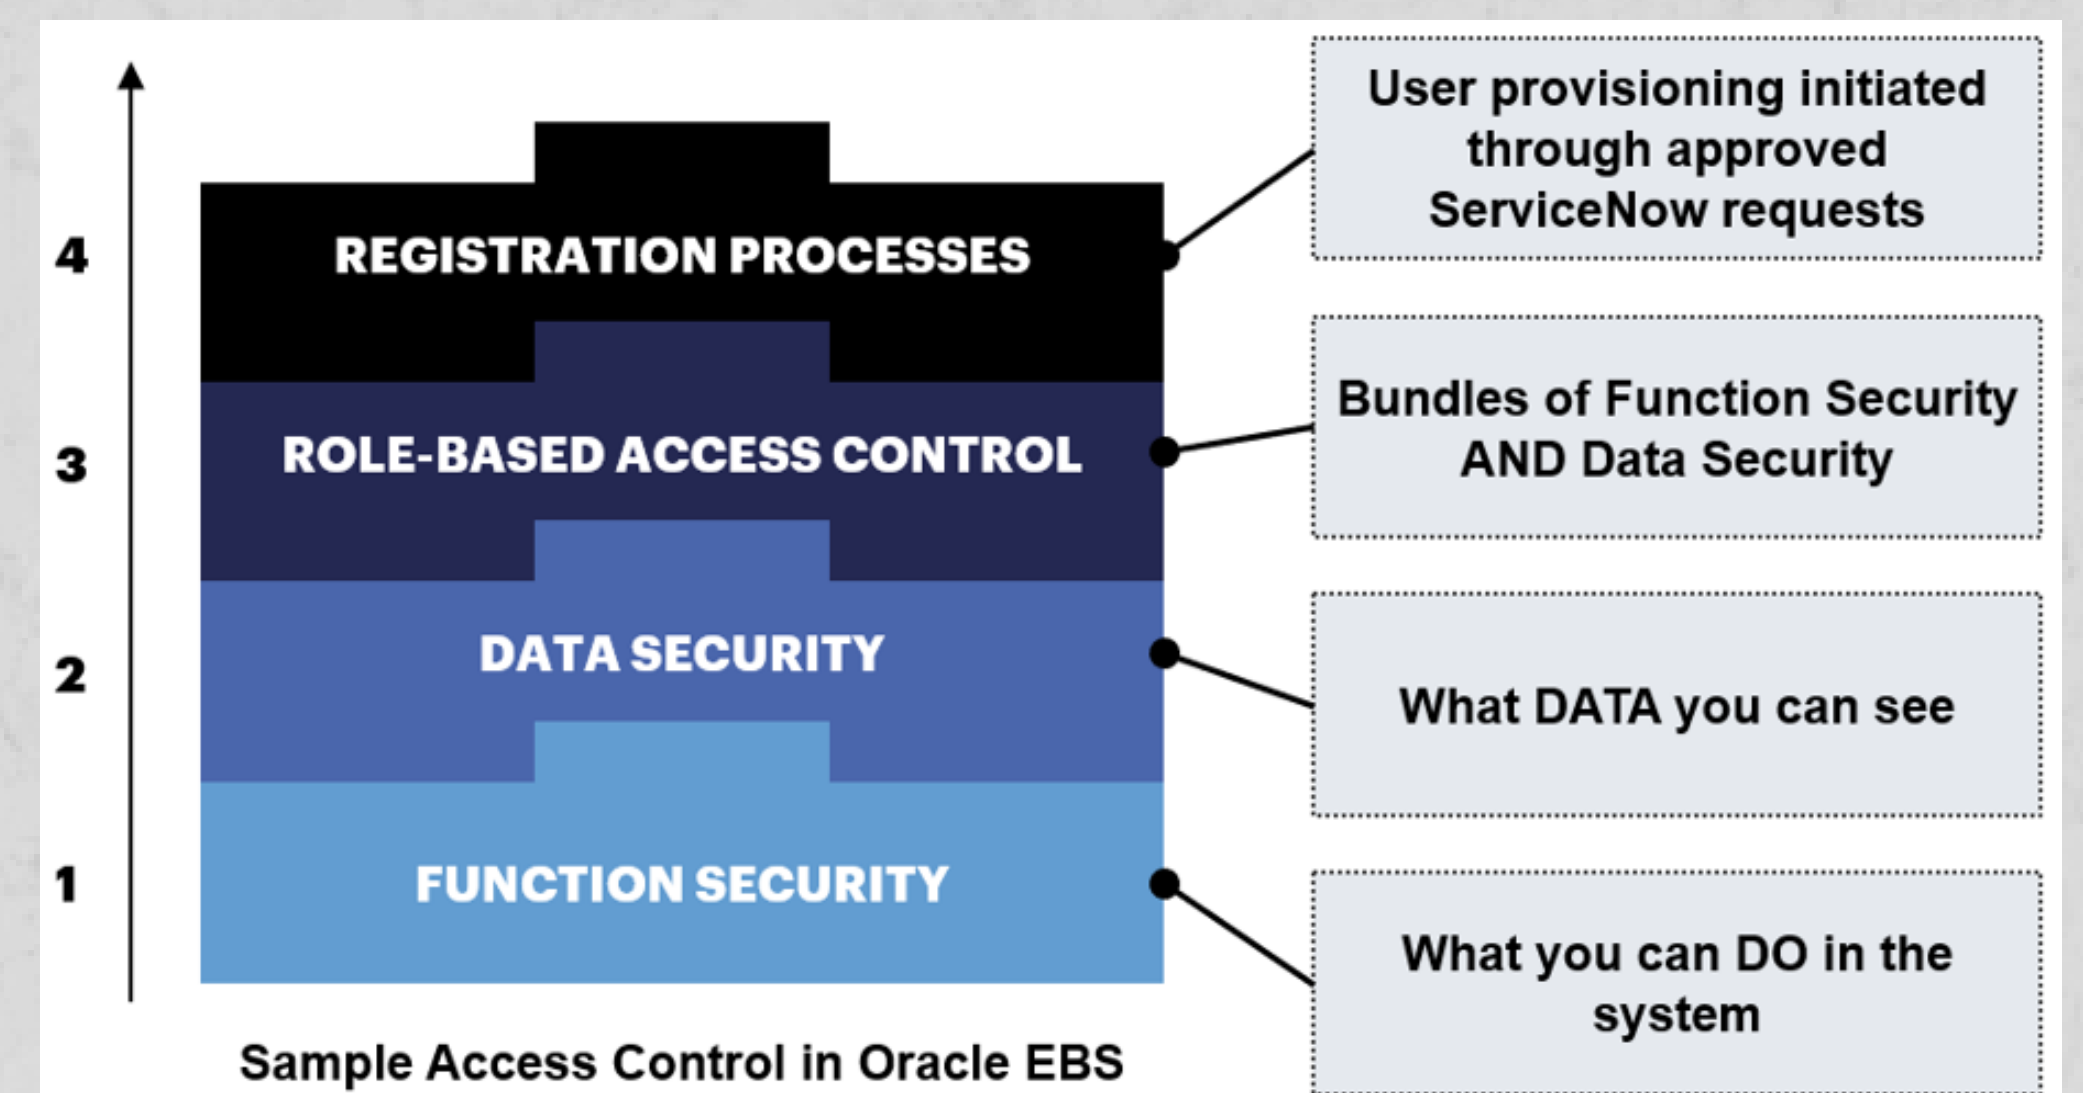 4
REGISTRATION PROCESSES
User provisioning initiated
through approved
ServiceNow requests
3
ROLE-BASED ACCESS CONTROL
Bundles of Function Security
AND Data Security
2
DATA SECURITY
What DATA you can see
1
FUNCTION SECURITY
What you can DO in the
system
Sample Access Control in Oracle EBS